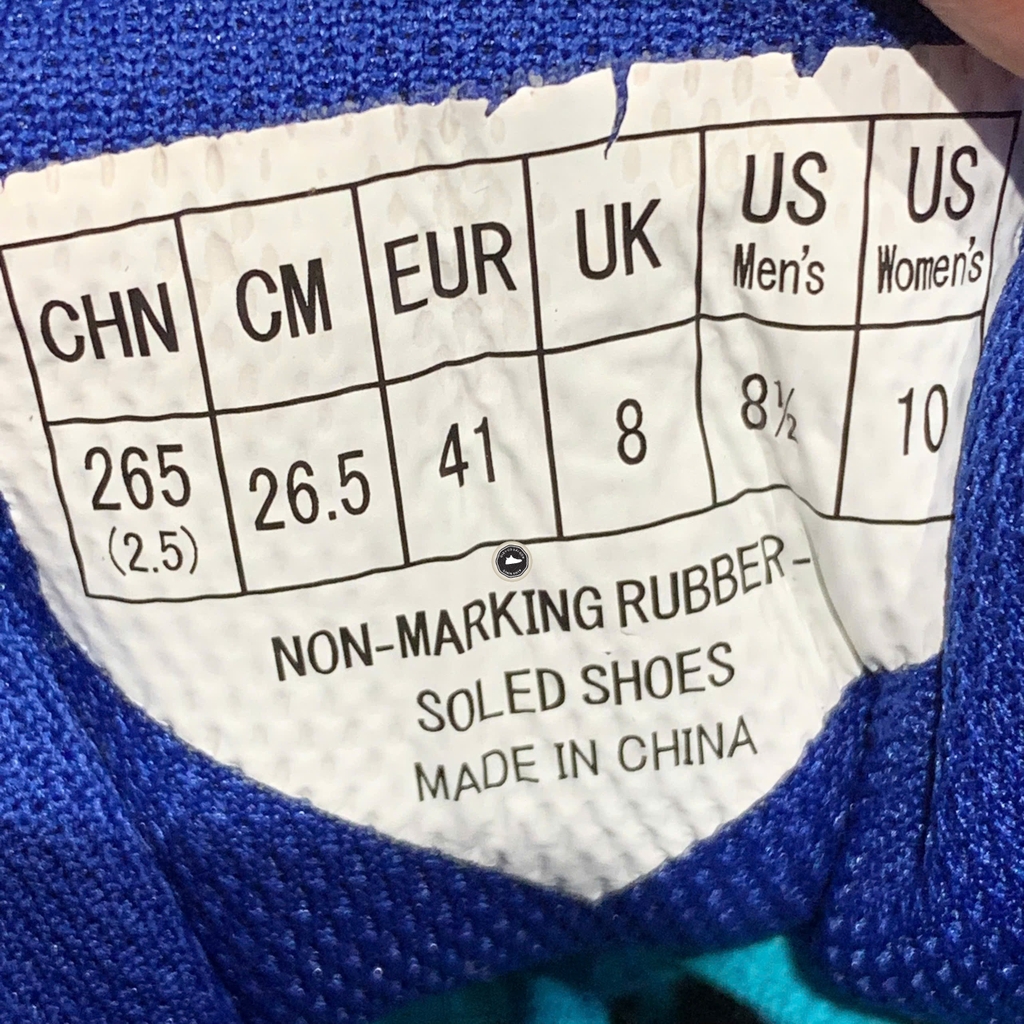 CHN CM EUR UK US Men's US Women's
265 (2.5) 26.5 41 8 8½ 10
NON-MARKING RUBBER-
SOLED SHOES
MADE IN CHINA